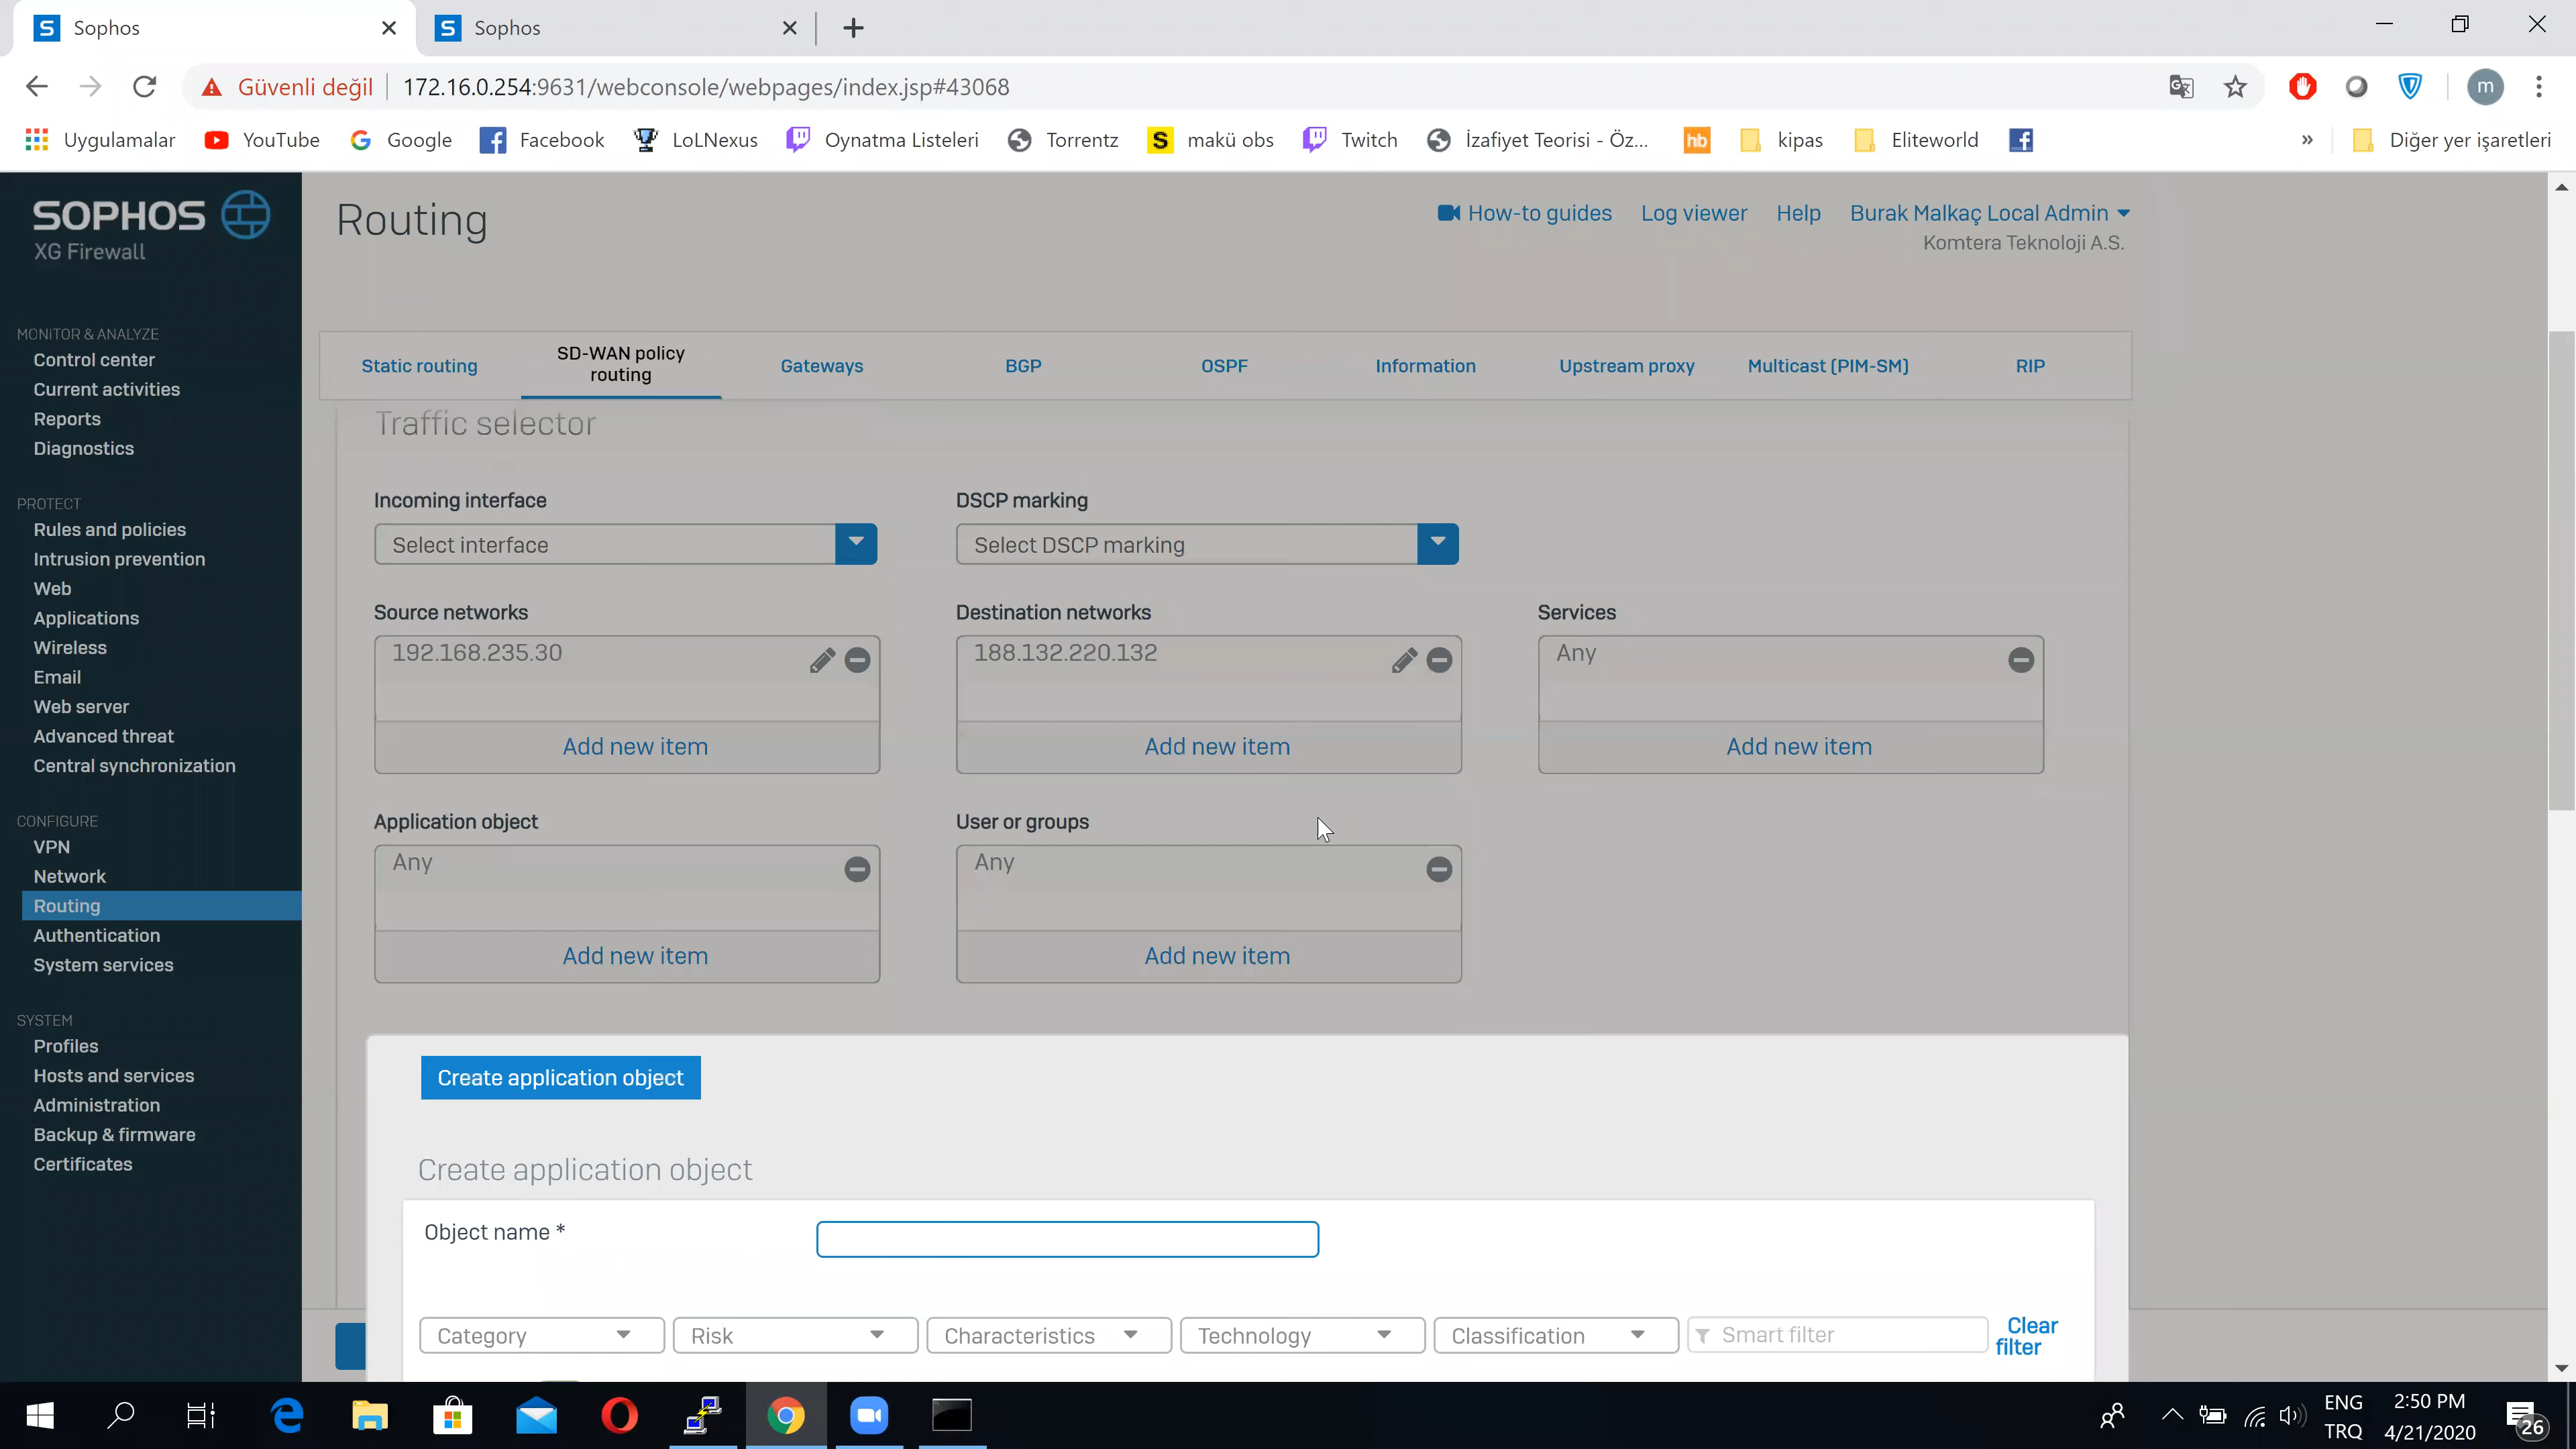 Sophos
Sophos
Güvenli değil
172.16.0.254:9631/webconsole/webpages/index.jsp#43068
m
Uygulamalar
YouTube
Google
Facebook
LoLNexus
Oynatma Listeleri
Torrentz
S
makü obs
Twitch
İzafiyet Teorisi - Öz...
hb
kipas
Eliteworld
»
Diğer yer işaretleri
SOPHOS
XG Firewall
Routing
How-to guides
Log viewer
Help
Burak Malkaç Local Admin
Komtera Teknoloji A.S.
MONiTOR & ANALYZE
Control center
Current activities
Reports
Diagnostics
PROTECT
Rules and policies
Intrusion prevention
Web
Applications
Wireless
Email
Web server
Advanced threat
Central synchronization
CONFIGURE
VPN
Network
Routing
Authentication
System services
SYSTEM
Profiles
Hosts and services
Administration
Backup & firmware
Certificates
Static routing
SD-WAN policy
routing
Gateways
BGP
OSPF
Information
Upstream proxy
Multicast (PIM-SM)
RIP
Traffic selector
Incoming interface
Select interface
DSCP marking
Select DSCP marking
Source networks
192.168.235.30
Add new item
Destination networks
188.132.220.132
Add new item
Services
Any
Add new item
Application object
Any
Add new item
User or groups
Any
Add new item
Create application object
Create application object
Object name *
Category
Risk
Characteristics
Technology
Classification
Smart filter
Clear
filter
ENG
TRQ
2:50 PM
4/21/2020
26